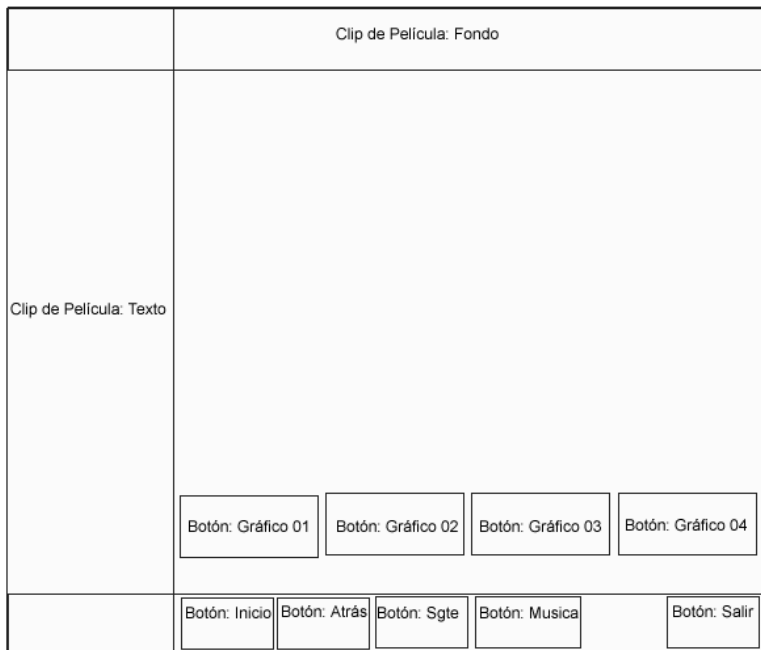 Clip de Película: Fondo
Clip de Película: Texto
Botón: Gráfico 01
Botón: Gráfico 02
Botón: Gráfico 03
Botón: Gráfico 04
Botón: Inicio
Botón: Atrás
Botón: Sgte
Botón: Musica
Botón: Salir